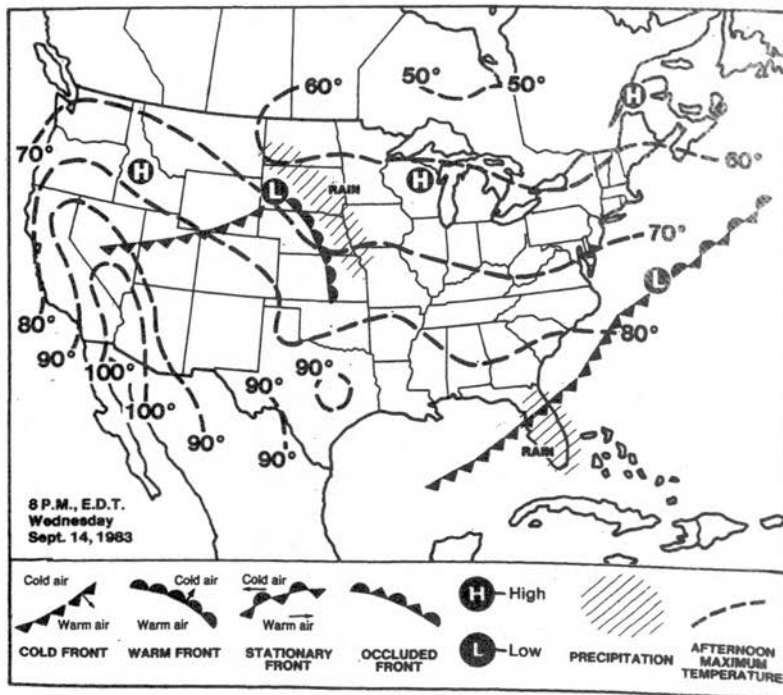 60°
50°
50°
H
70°
H
60°
H
L
RAIN
70°
L
80°
80°
90°
100°
100°
90°
90°
90°
90°
RAIN
8 P.M., E.D.T.
Wednesday
Sept. 14, 1983
Cold air
Warm air
COLD FRONT
Cold air
Warm air
WARM FRONT
Cold air
Warm air
STATIONARY
FRONT
OCCLUDED
FRONT
H High
L Low
PRECIPITATION
AFTERNOON
MAXIMUM
TEMPERATURE